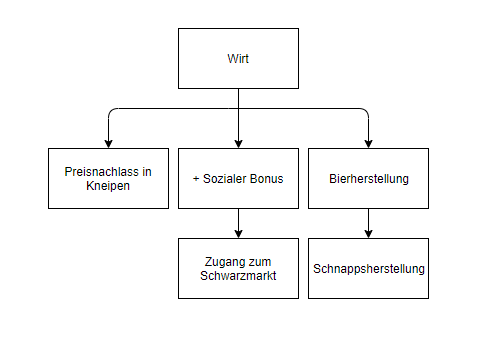 Wirt
Preisnachlass in
Kneipen
+ Sozialer Bonus
Bierherstellung
Zugang zum
Schwarzmarkt
Schnappsherstellung